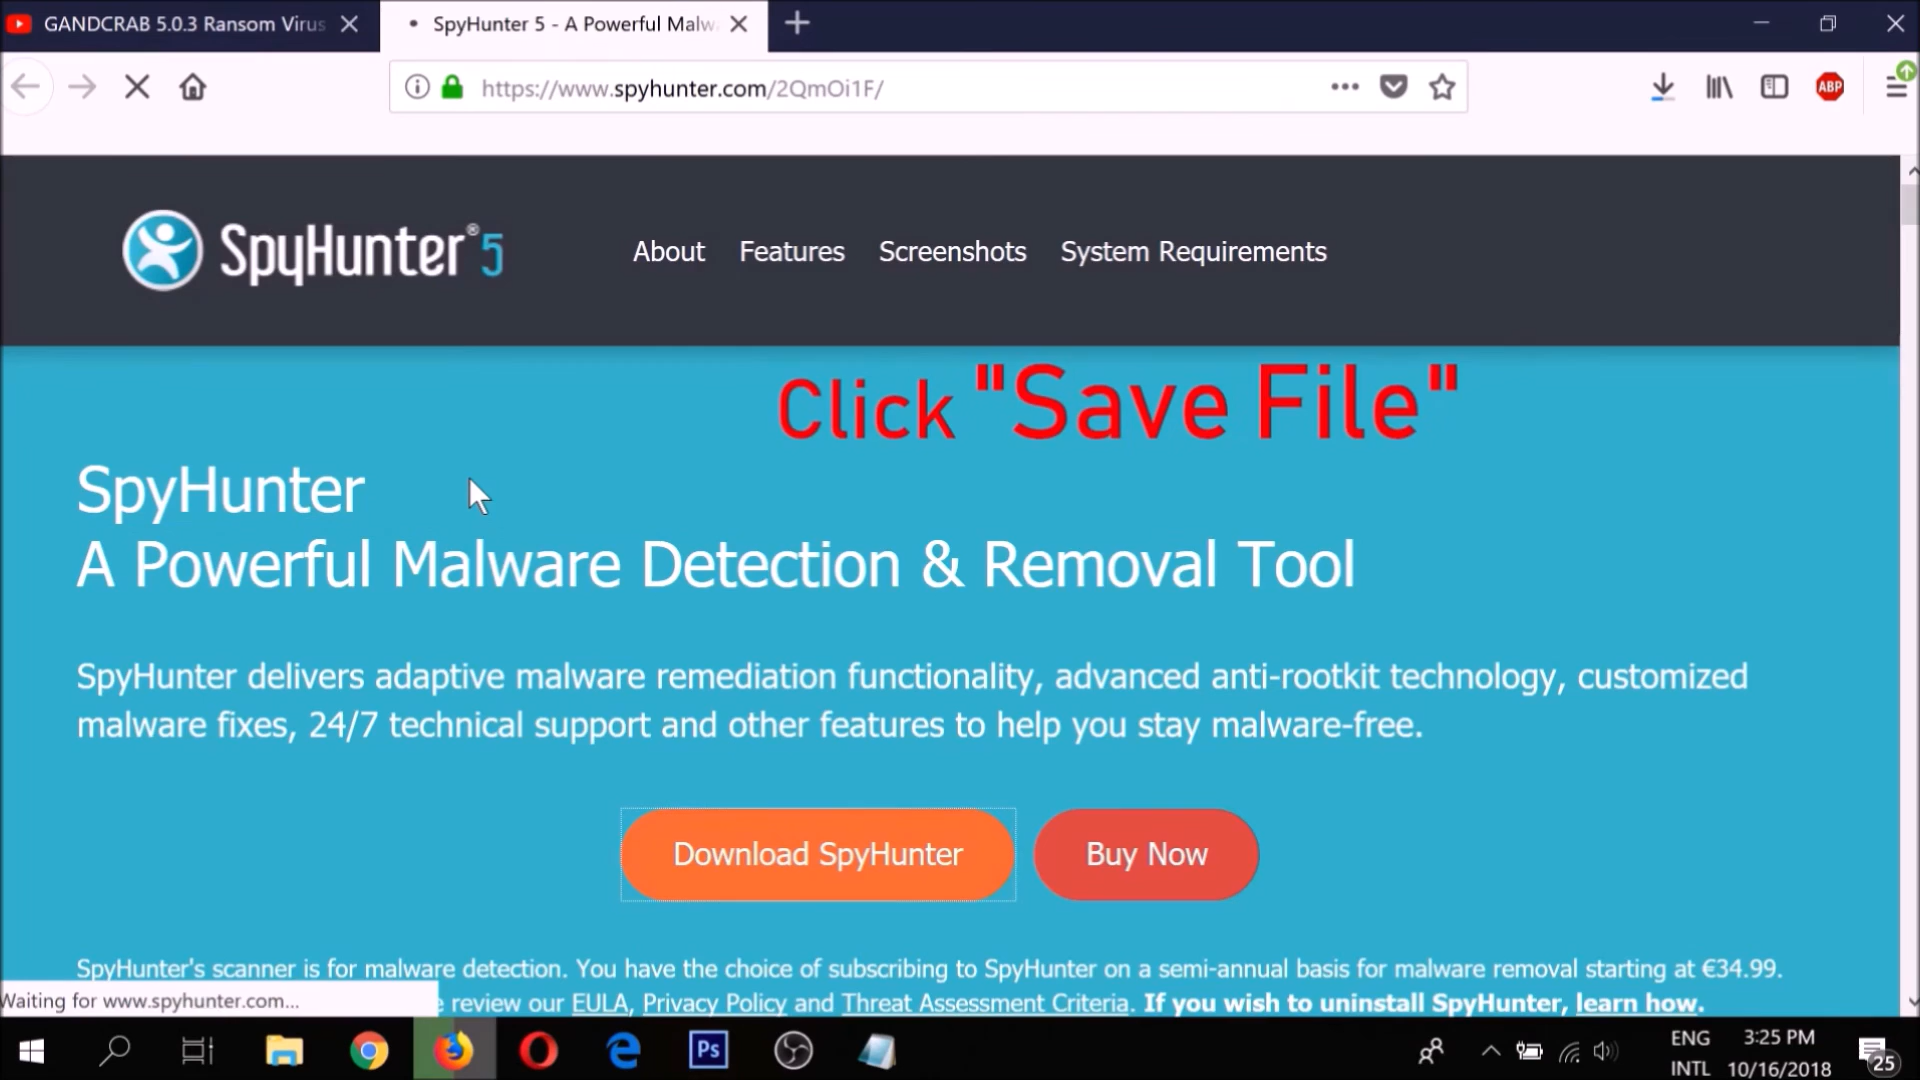 GANDCRAB 5.0.3 Ransom Virus
SpyHunter 5 - A Powerful Malw
https://www.spyhunter.com/2QmOi1F/
ABP
SpyHunter® 5
About Features Screenshots System Requirements
Click "Save File"
SpyHunter
A Powerful Malware Detection & Removal Tool
SpyHunter delivers adaptive malware remediation functionality, advanced anti-rootkit technology, customized
malware fixes, 24/7 technical support and other features to help you stay malware-free.
Download SpyHunter Buy Now
SpyHunter's scanner is for malware detection. You have the choice of subscribing to SpyHunter on a semi-annual basis for malware removal starting at €34.99.
Waiting for www.spyhunter.com... e review our EULA, Privacy Policy and Threat Assessment Criteria. If you wish to uninstall SpyHunter, learn how.
Ps
ENG 3:25 PM
INTL 10/16/2018 25